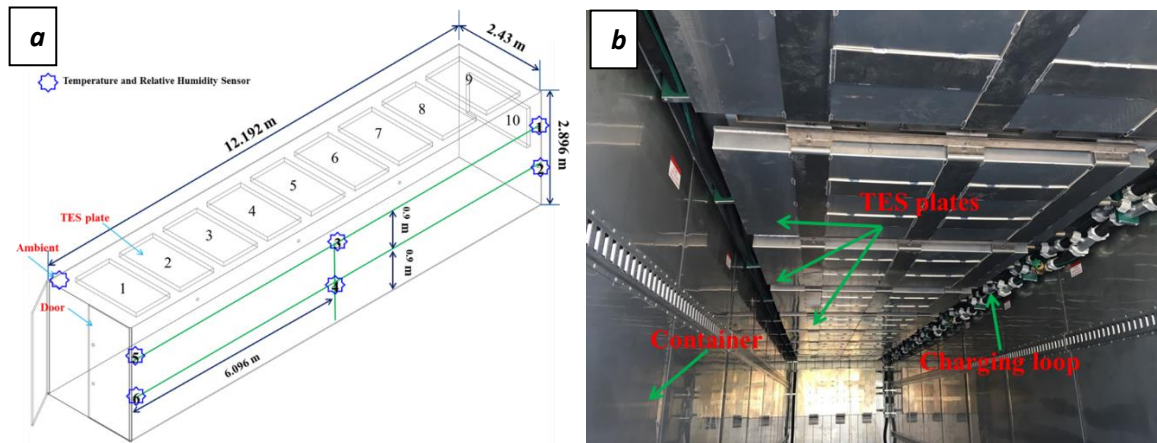 a
Temperature and Relative Humidity Sensor
2.43 m
12.192 m
2.896 m
9
8
10
7
1
6
2
5
4
0.9 m
3
3
TES plate
0.9 m
Ambient
2
4
1
Door
5
6.096 m
6
b
TES plates
Container
Charging loop